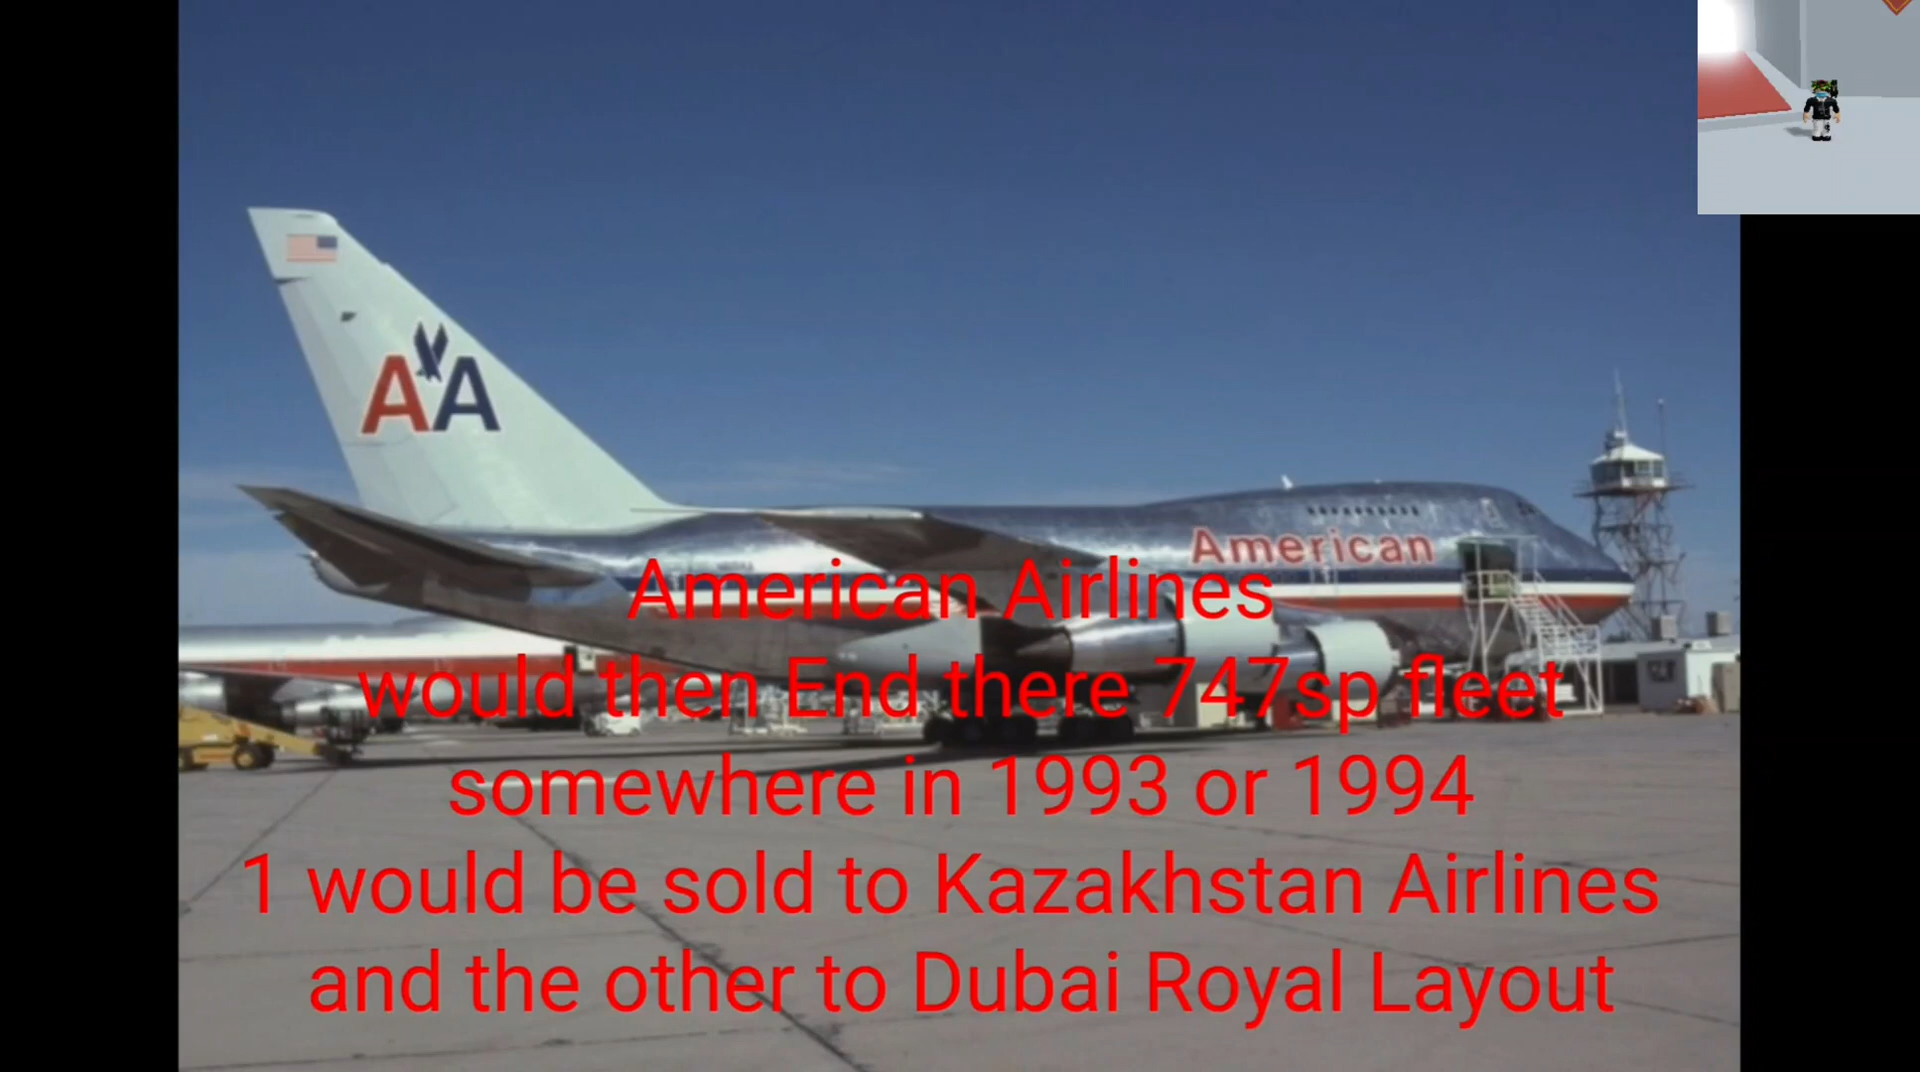 AA
American
American Airlines
would then End there 747sp fleet
somewhere in 1993 or 1994
1 would be sold to Kazakhstan Airlines
and the other to Dubai Royal Layout